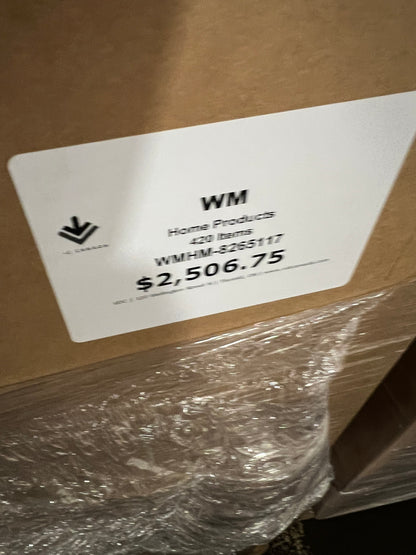 WM
Home Products
420 Items
WMHM-8265117
$2,506.75